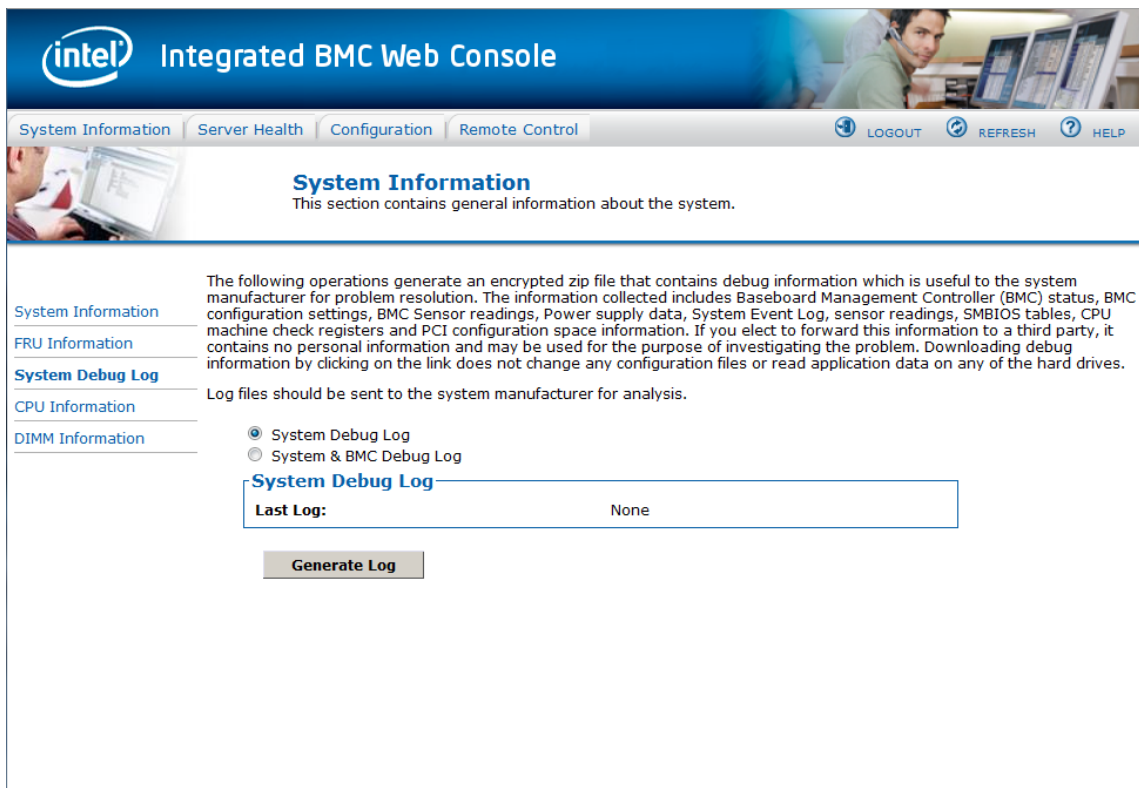 intel Integrated BMC Web Console
System Information Server Health Configuration Remote Control LOGOUT REFRESH ? HELP
System Information
This section contains general information about the system.
System Information
FRU Information
System Debug Log
CPU Information
DIMM Information
The following operations generate an encrypted zip file that contains debug information which is useful to the system
manufacturer for problem resolution. The information collected includes Baseboard Management Controller (BMC) status, BMC
configuration settings, BMC Sensor readings, Power supply data, System Event Log, sensor readings, SMBIOS tables, CPU
machine check registers and PCI configuration space information. If you elect to forward this information to a third party, it
contains no personal information and may be used for the purpose of investigating the problem. Downloading debug
information by clicking on the link does not change any configuration files or read application data on any of the hard drives.
Log files should be sent to the system manufacturer for analysis.
System Debug Log
System & BMC Debug Log
System Debug Log
Last Log: None
Generate Log